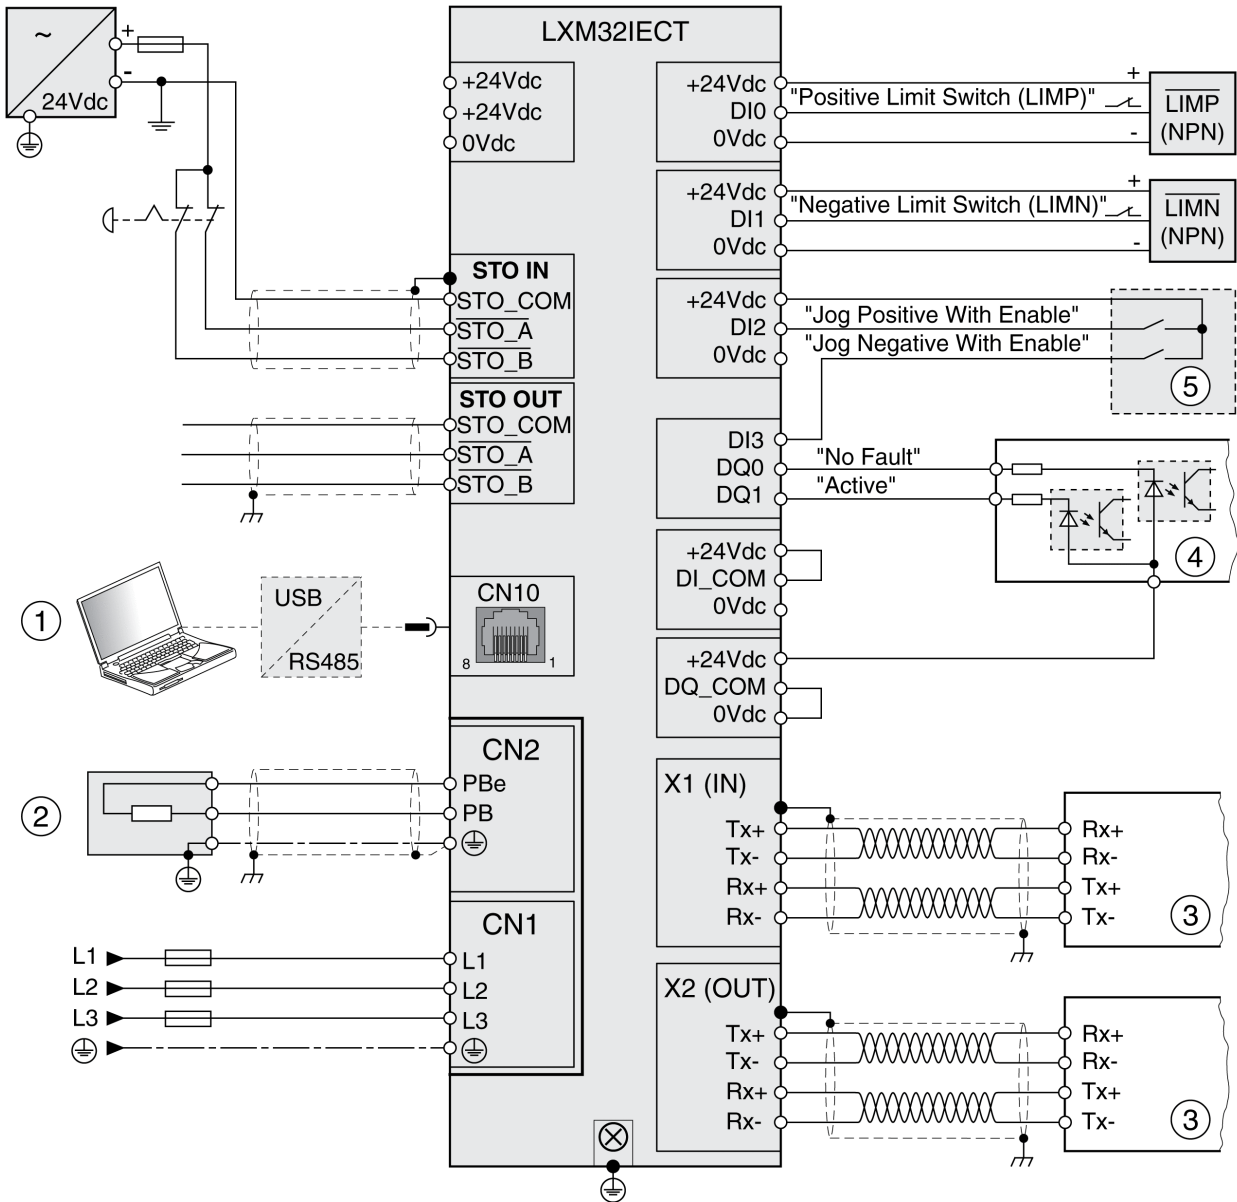 LXM32IECT
~
+
-
24Vdc
+24Vdc
+24Vdc
0Vdc
STO IN
STO_COM
STO_A
STO_B
STO OUT
STO_COM
STO_A
STO_B
1
USB
RS485
CN10
8 1
2
CN2
PBe
PB
CN1
L1 L1
L2 L2
L3 L3
+24Vdc +
DI0 "Positive Limit Switch (LIMP)"
0Vdc -
LIMP
(NPN)
+24Vdc +
DI1 "Negative Limit Switch (LIMN)"
0Vdc -
LIMN
(NPN)
+24Vdc
DI2 "Jog Positive With Enable"
0Vdc "Jog Negative With Enable"
5
DI3
DQ0 "No Fault"
DQ1 "Active"
4
+24Vdc
DI_COM
0Vdc
+24Vdc
DQ_COM
0Vdc
X1 (IN)
Tx+ Rx+
Tx- Rx-
Rx+ Tx+
Rx- Tx-
3
X2 (OUT)
Tx+ Rx+
Tx- Rx-
Rx+ Tx+
Rx- Tx-
3